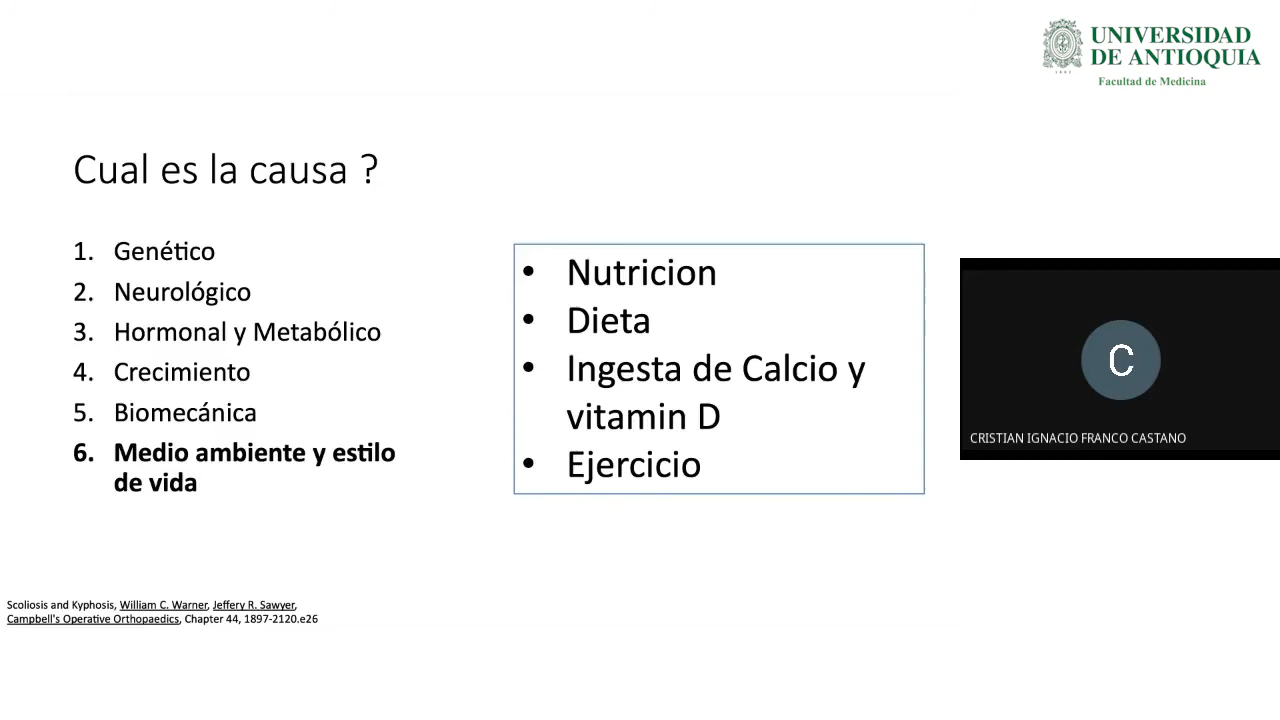 UNIVERSIDAD
DE ANTIOQUIA
1803
Facultad de Medicina
Cual es la causa ?
1. Genético
2. Neurológico
3. Hormonal y Metabólico
4. Crecimiento
5. Biomecánica
6. Medio ambiente y estilo
de vida
• Nutricion
• Dieta
• Ingesta de Calcio y
vitamin D
• Ejercicio
C
CRISTIAN IGNACIO FRANCO CASTANO
Scoliosis and Kyphosis, William C. Warner, Jeffery R. Sawyer,
Campbell's Operative Orthopaedics, Chapter 44, 1897-2120.e26